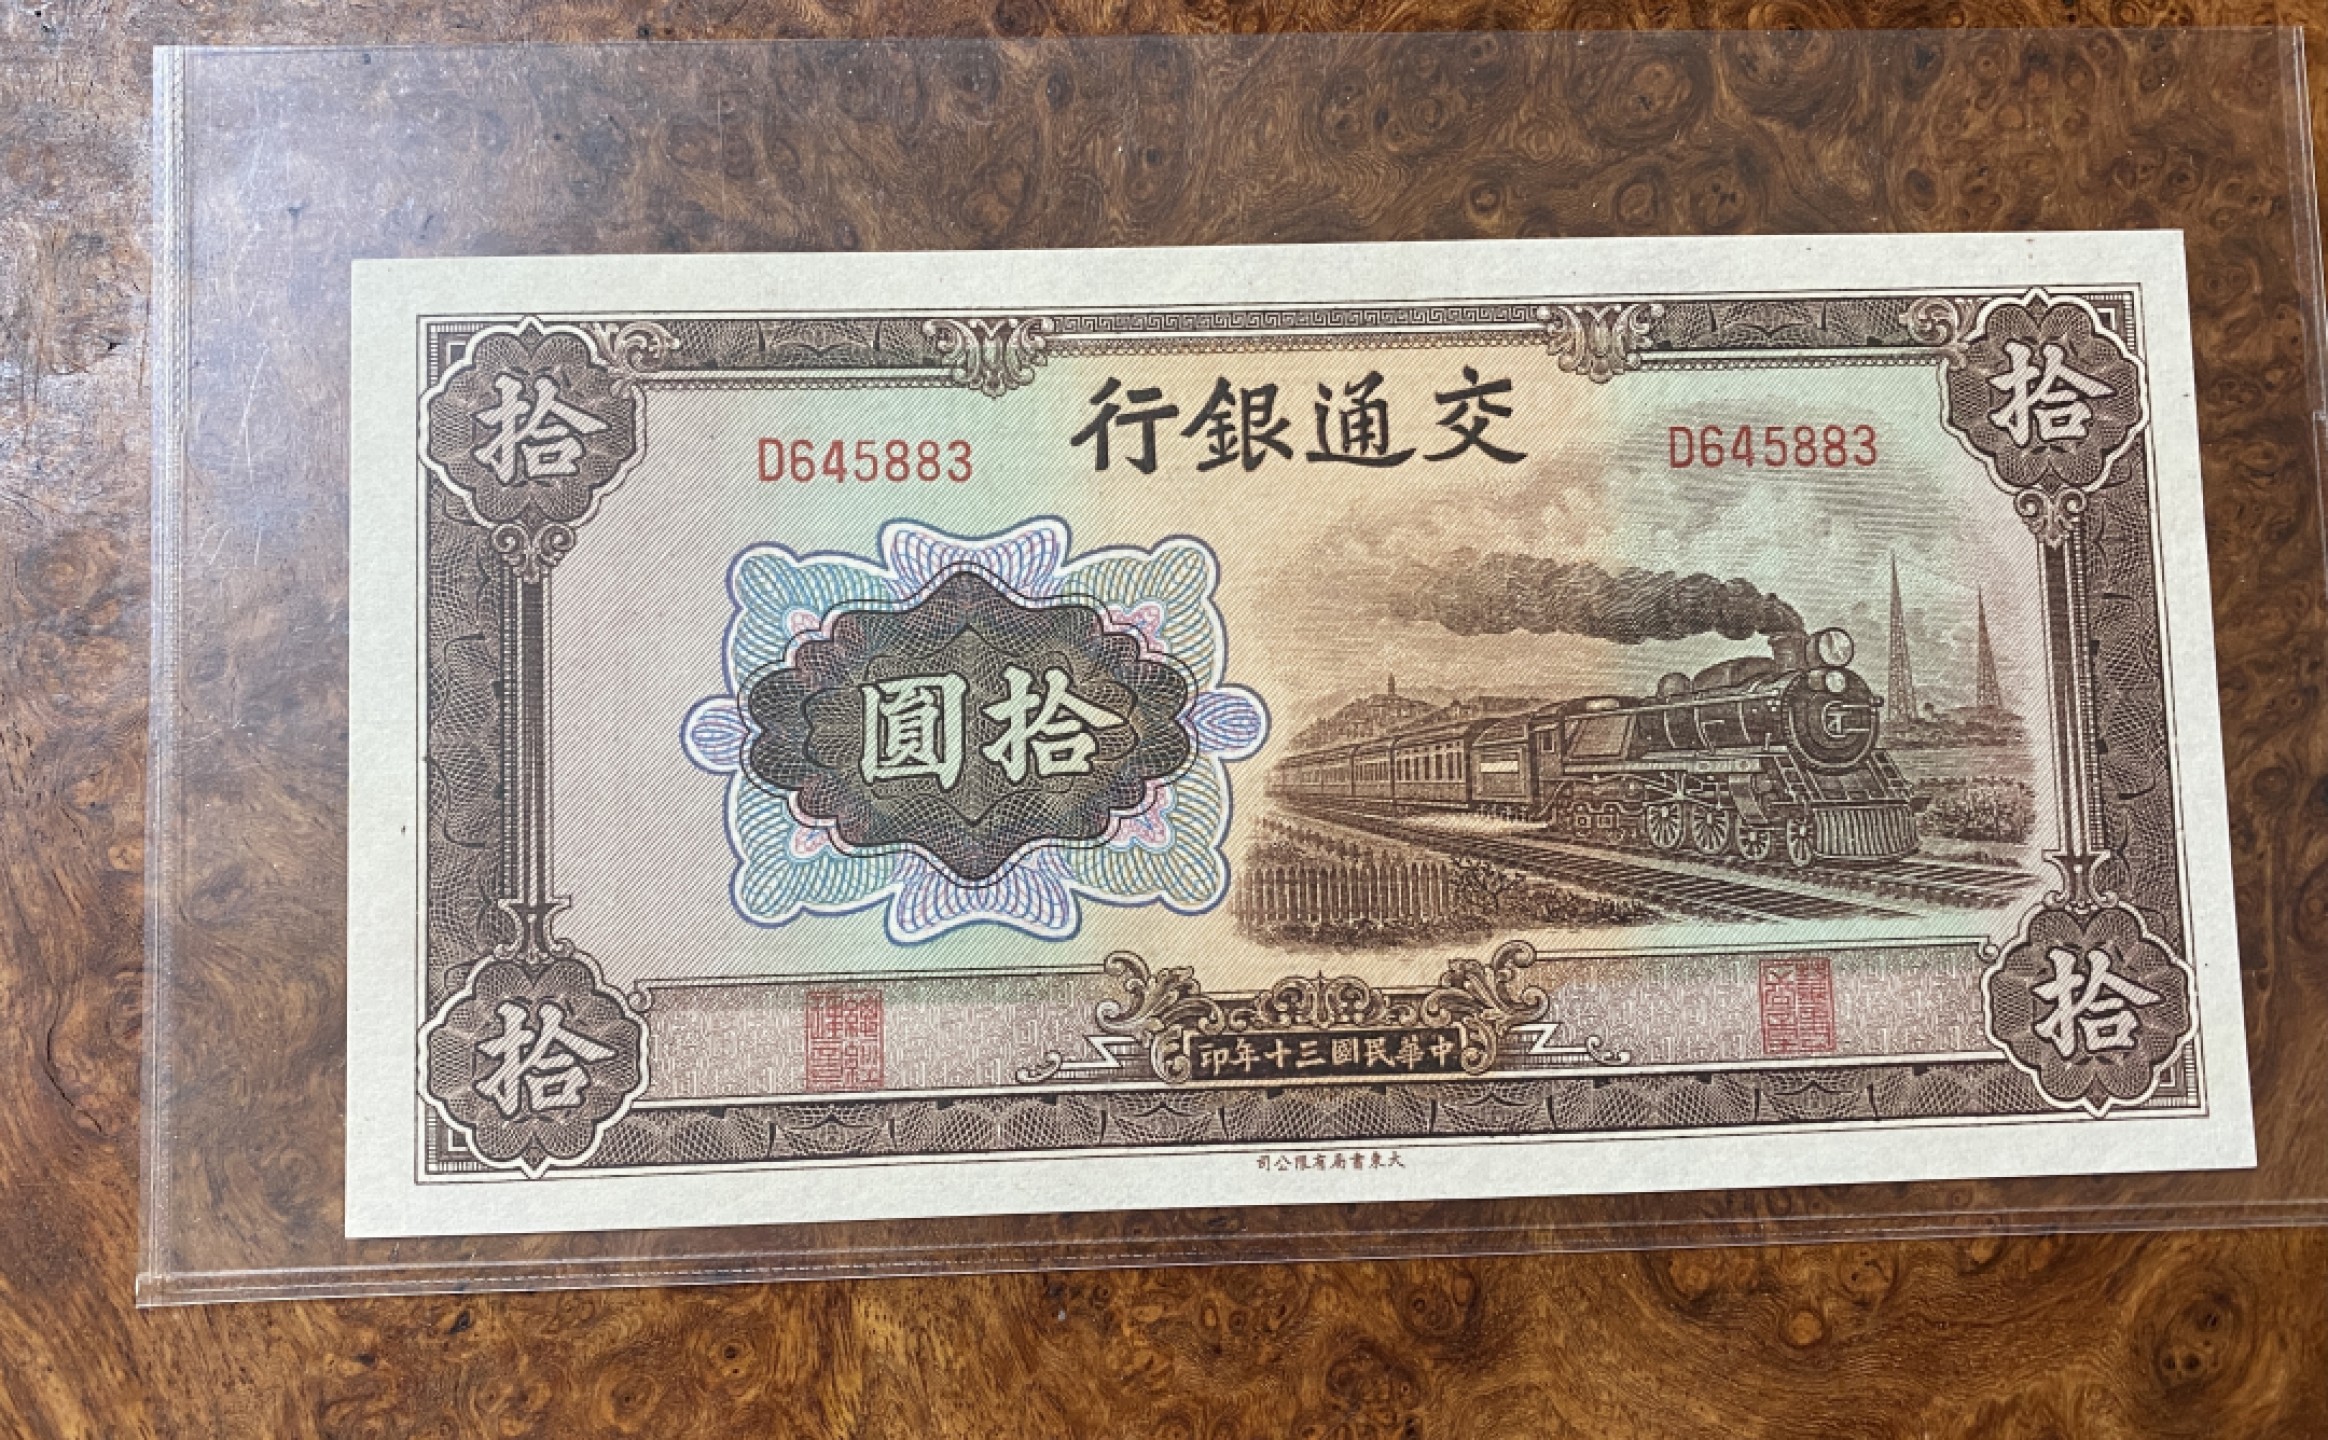 交通銀行
D645883
D645883
拾
拾
拾圓
拾
拾
中華民國三十年印
大東書局有限公司